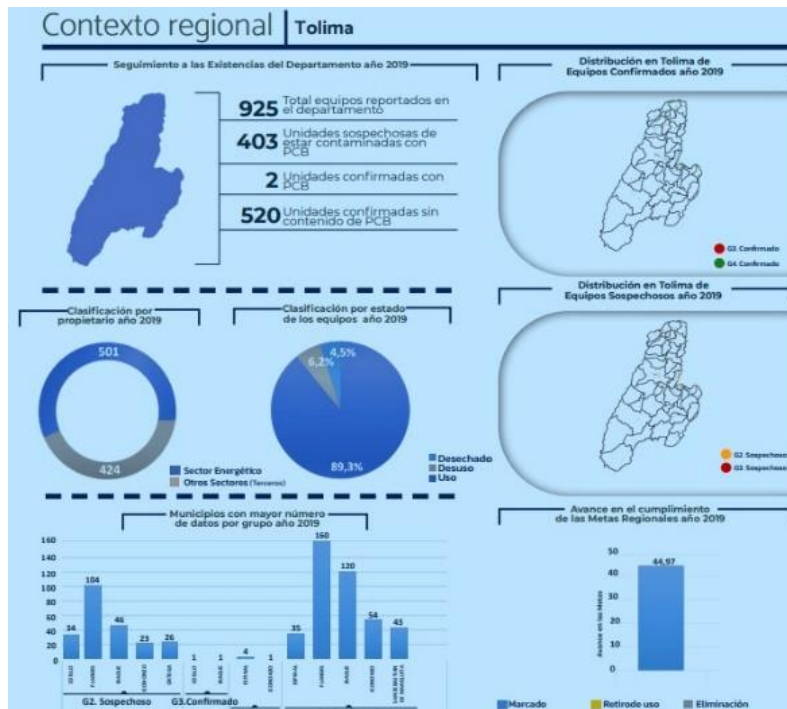 Contexto regional | Tolima
Seguimiento a las Existencias del Departamento año 2019
925 Total equipos reportados en
el departamento
403 Unidades sospechosas de
estar contaminadas con
PCB
2 Unidades confirmadas con
PCB
520 Unidades confirmadas sin
contenido de PCB
Distribución en Tolima de
Equipos Confirmados año 2019
G3. Confirmado
G4. Confirmado
Clasificación por
propietario año 2019
501
424
Sector Energético
Otros Sectores (Terceros)
Clasificación por estado
de los equipos año 2019
4,5%
6,2%
89,3%
Desechado
Desuso
Uso
Distribución en Tolima de
Equipos Sospechosos año 2019
G2. Sospechoso
G3. Sospechoso
Municipios con mayor número
de datos por grupo año 2019
160
140
120
100
80
60
40
20
0
34
104
46
23
26
1
1
4
1
35
160
120
54
43
G2. Sospechoso
G3.Confirmado
Avance en el cumplimiento
de las Metas Regionales año 2019
Avance en las Metas
50
40
30
20
10
0
44,97
Marcado
Retiro de uso
Eliminación